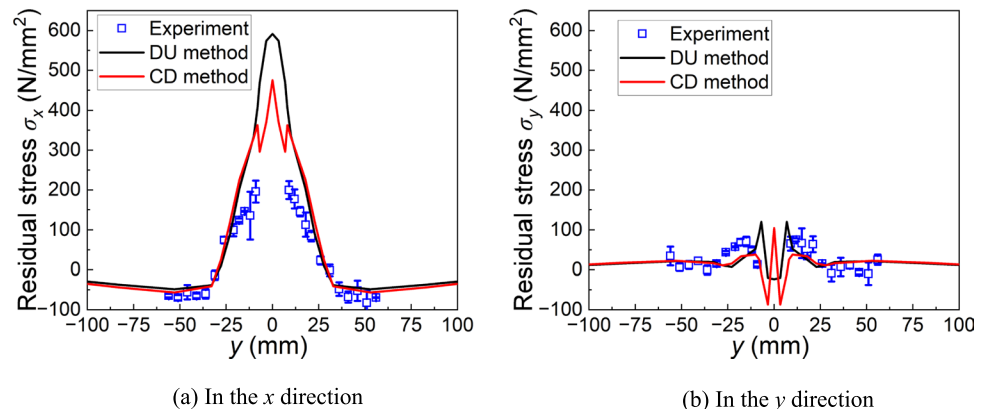 600
500
400
300
200
100
0
−100
Residual stress σx (N/mm²)
Experiment
DU method
CD method
−100 −75 −50 −25 0 25 50 75 100
y (mm)
(a) In the x direction
600
500
400
300
200
100
0
−100
Residual stress σy (N/mm²)
Experiment
DU method
CD method
−100 −75 −50 −25 0 25 50 75 100
y (mm)
(b) In the y direction